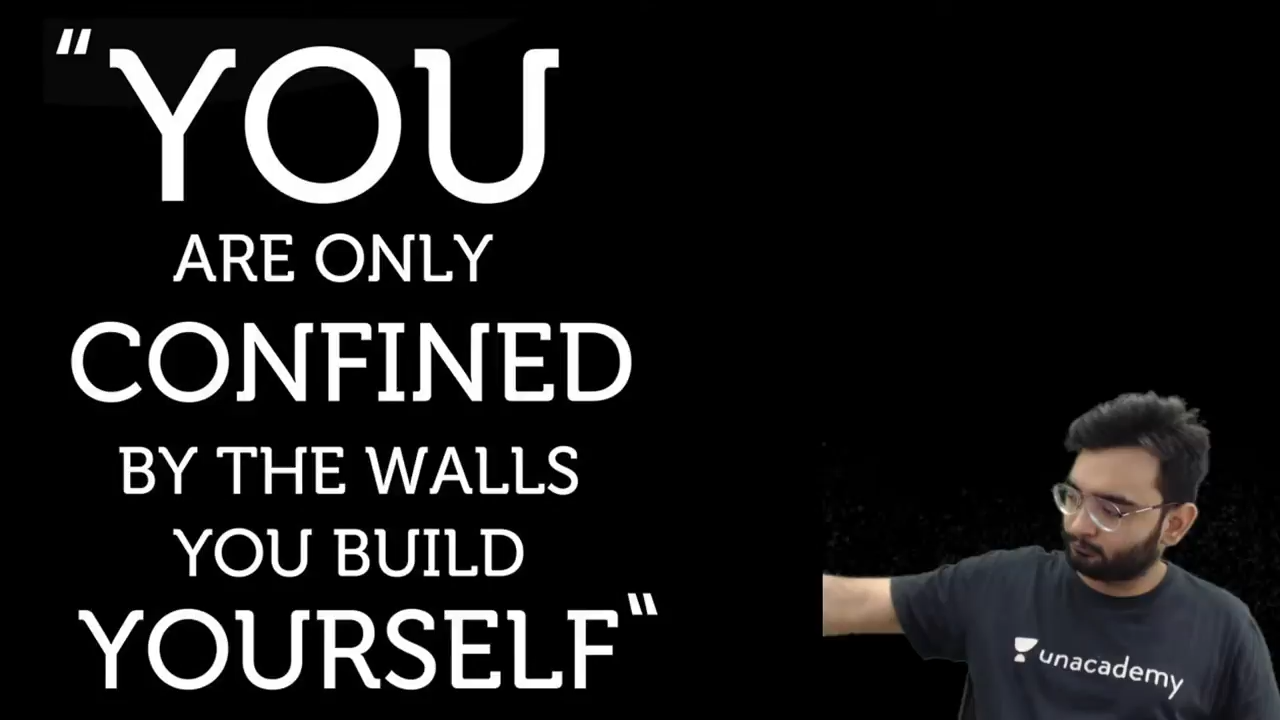 “YOU
ARE ONLY
CONFINED
BY THE WALLS
YOU BUILD
YOURSELF“
unacademy